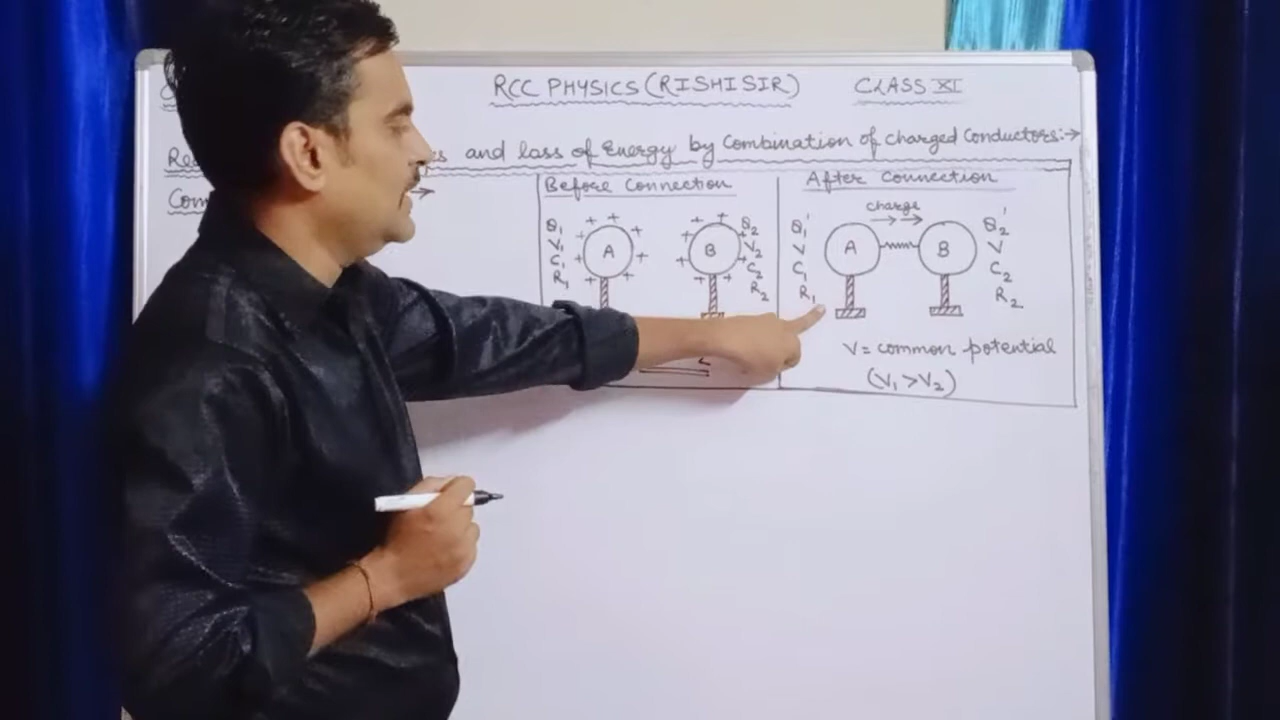 RCC PHYSICS (RISHI SIR) CLASS XI
and loss of Energy by Combination of Charged Conductors:→
Before Connection
Q₁
V₁
C₁
R₁
+ + + + + + + +
A
+ + + + + + + +
B
Q₂
V₂
C₂
R₂
After Connection
charge
→→
Q₁'
V
C₁
R₁
A
B
Q₂'
V
C₂
R₂
V = common potential
(V₁ > V₂)